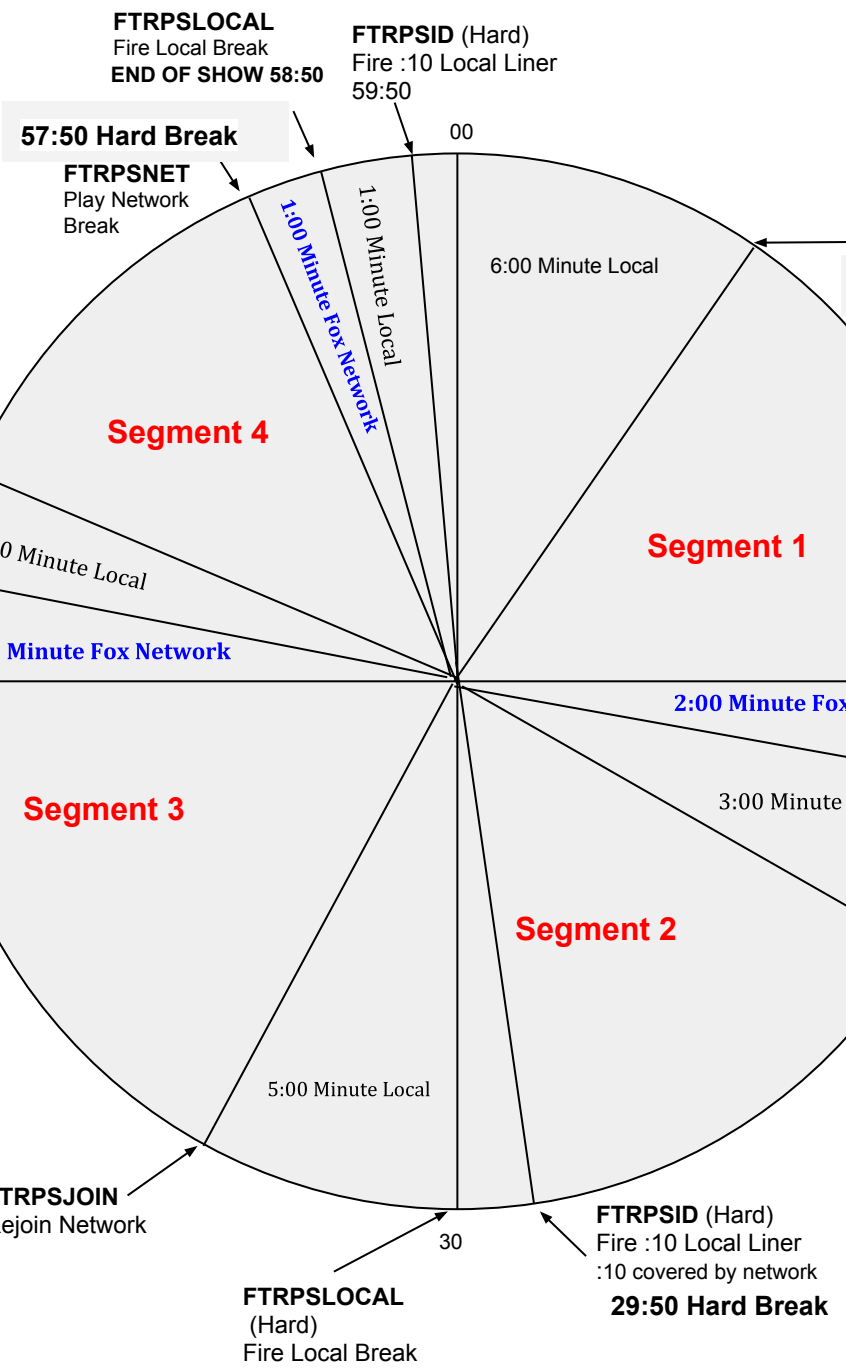 FTRPSLOCAL
Fire Local Break
END OF SHOW 58:50
FTRPSID (Hard)
Fire :10 Local Liner
59:50
57:50 Hard Break
FTRPSNET
Play Network
Break
00
1:00 Minute Fox Network
1:00 Minute Local
6:00 Minute Local
Segment 4
Segment 1
0 Minute Local
Minute Fox Network
2:00 Minute Fox
3:00 Minute
Segment 3
Segment 2
5:00 Minute Local
TRPSJOIN
ejoin Network
30
FTRPSLOCAL
(Hard)
Fire Local Break
FTRPSID (Hard)
Fire :10 Local Liner
:10 covered by network
29:50 Hard Break